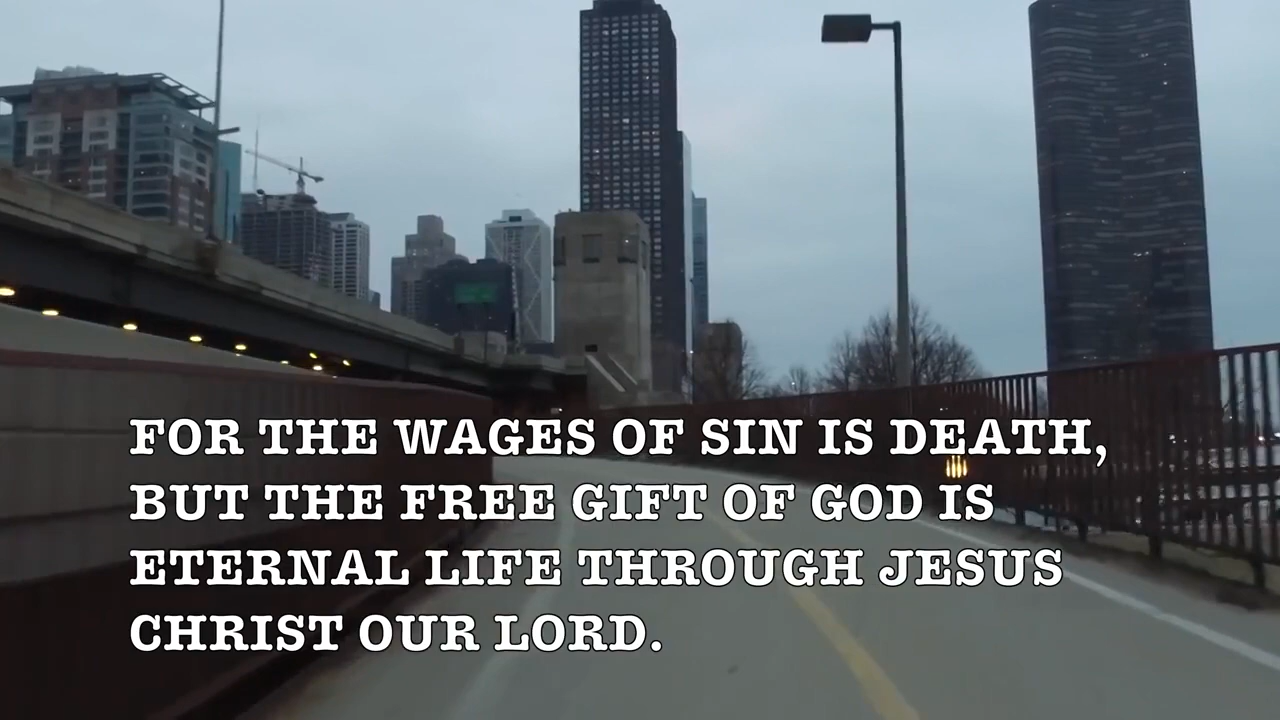 FOR THE WAGES OF SIN IS DEATH,
BUT THE FREE GIFT OF GOD IS
ETERNAL LIFE THROUGH JESUS
CHRIST OUR LORD.